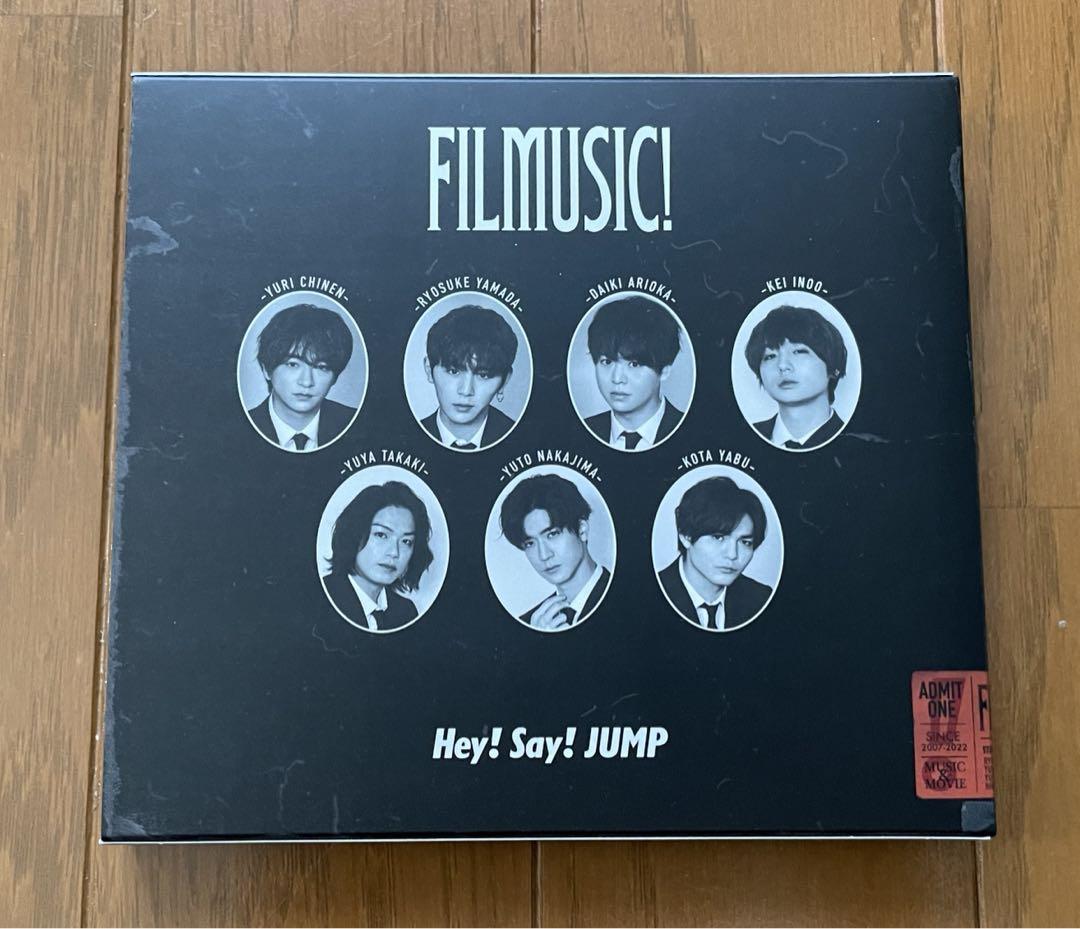 FILMUSIC!
-YURI CHINEN-
-RYOSUKE YAMADA-
-DAIKI ARIOKA-
-KEI INOO-
-YUYA TAKAKI-
-YUTO NAKAJIMA-
-KOTA YABU-
Hey! Say! JUMP
ADMIT
ONE
SINCE
2007-2022
MUSIC
&
MOVIE